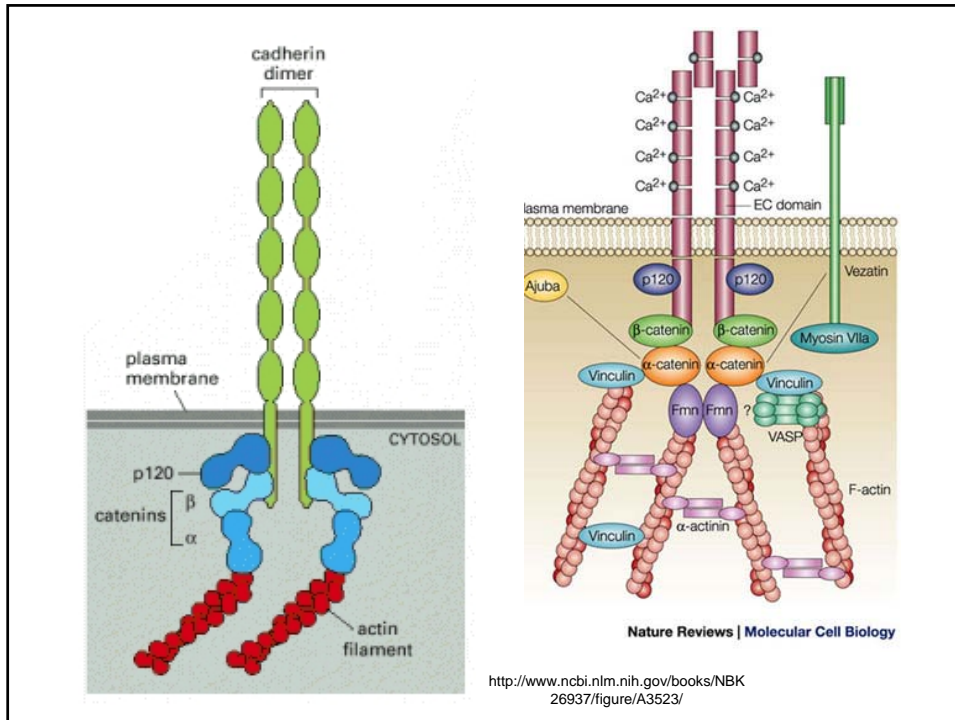 cadherin
dimer
plasma
membrane
CYTOSOL
p120
catenins
β
α
actin
filament
Ca2+
Ca2+
Ca2+
Ca2+
Ca2+
Ca2+
Ca2+
Ca2+
EC domain
lasma membrane
p120
p120
Vezatin
Ajuba
β-catenin
β-catenin
Myosin VIIa
α-catenin
α-catenin
Vinculin
Vinculin
Fmn
Fmn
?
VASP
F-actin
α-actinin
Vinculin
Nature Reviews | Molecular Cell Biology
http://www.ncbi.nlm.nih.gov/books/NBK
26937/figure/A3523/